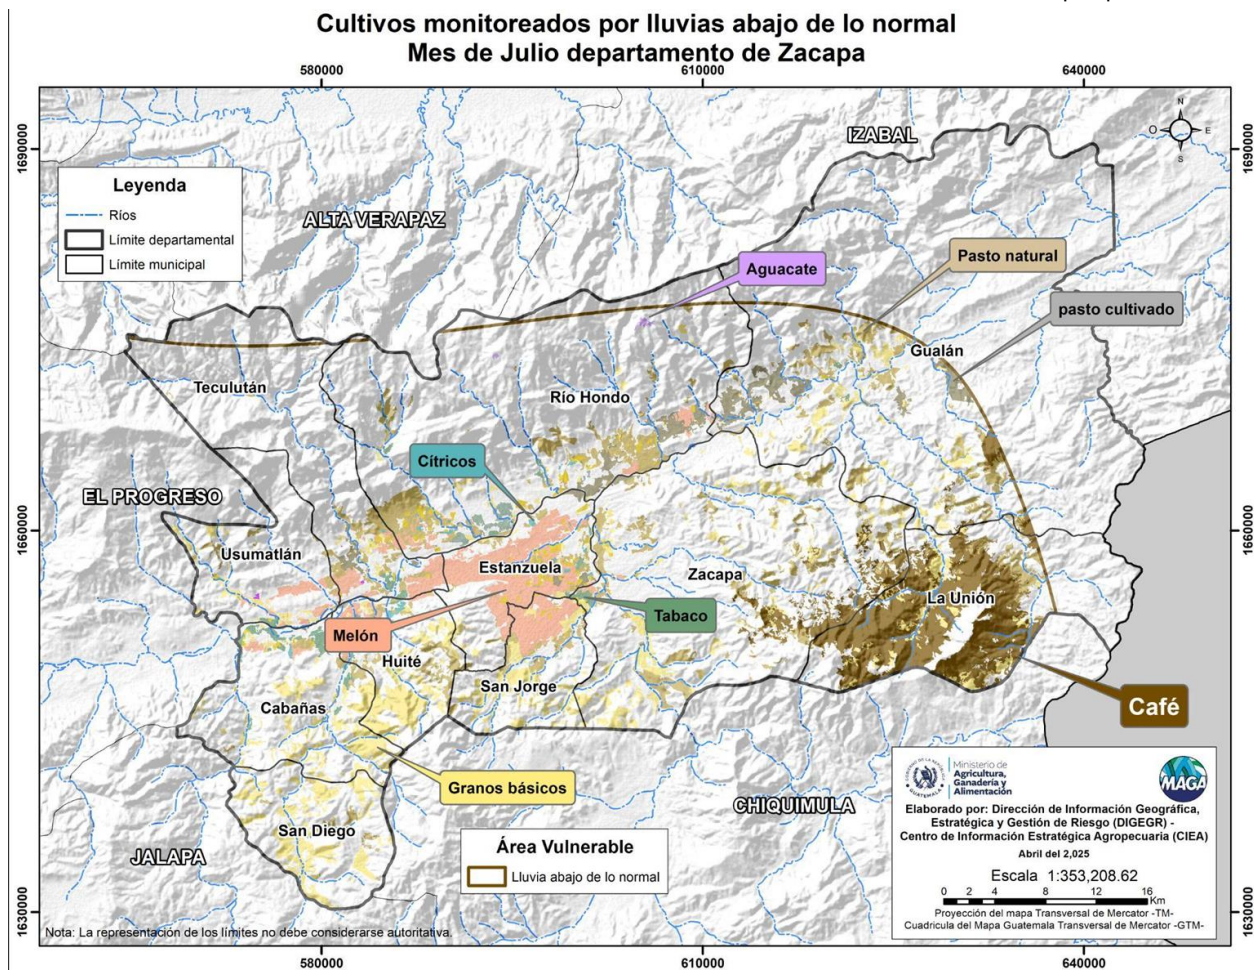 Cultivos monitoreados por lluvias abajo de lo normal
Mes de Julio departamento de Zacapa
580000
610000
640000
1690000
1690000
IZABAL
N
O
E
S
Leyenda
Ríos
Límite departamental
Límite municipal
ALTA VERAPAZ
Aguacate
Pasto natural
pasto cultivado
Gualán
Teculután
Río Hondo
Cítricos
EL PROGRESO
1660000
1660000
Usumatlán
Estanzuela
Zacapa
La Unión
Tabaco
Melón
Huité
San Jorge
Cabañas
Café
Granos básicos
San Diego
CHIQUIMULA
JALAPA
Área Vulnerable
Lluvia abajo de lo normal
Ministerio de
Agricultura,
Ganadería y
Alimentación
MAGA
Elaborado por: Dirección de Información Geográfica,
Estratégica y Gestión de Riesgo (DIGEGR) -
Centro de Información Estratégica Agropecuaria (CIEA)
Abril del 2,025
Escala 1:353,208.62
0 2 4 8 12 16
Km
Proyección del mapa Transversal de Mercator -TM-
Cuadricula del Mapa Guatemala Transversal de Mercator -GTM-
1630000
1630000
Nota: La representación de los límites no debe considerarse autoritativa.
580000
610000
640000